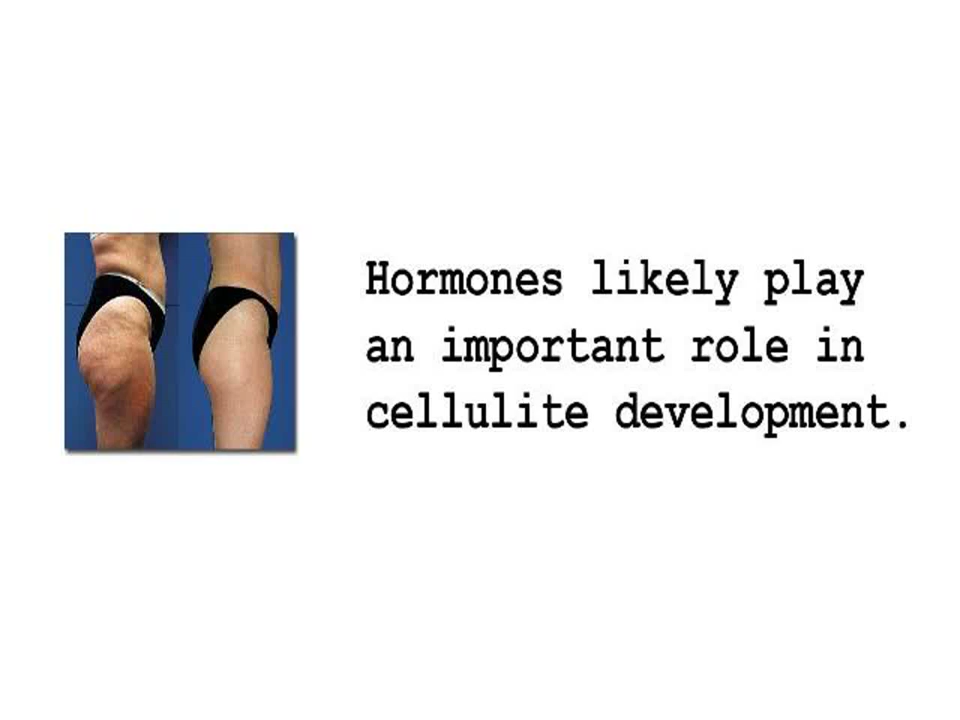 Hormones likely play
an important role in
cellulite development.